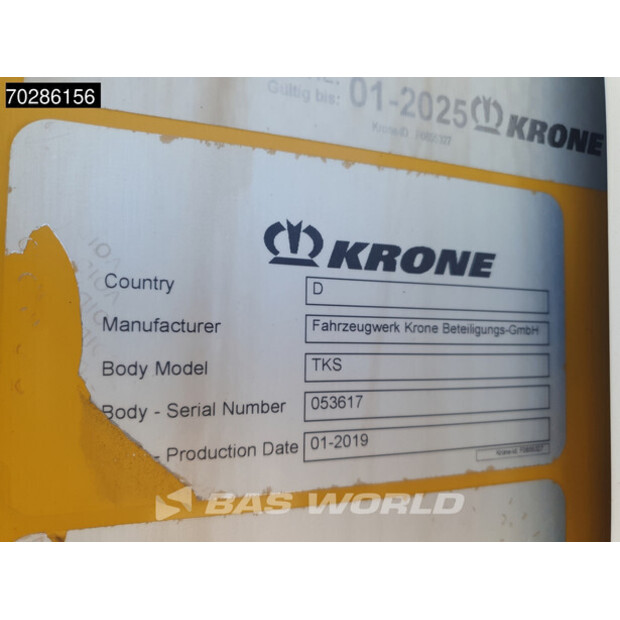 70286156
Gültig bis: 01-2025 KRONE
KRONE
Country D
Manufacturer Fahrzeugwerk Krone Beteiligungs-GmbH
Body Model TKS
Body - Serial Number 053617
- Production Date 01-2019
BAS WORLD